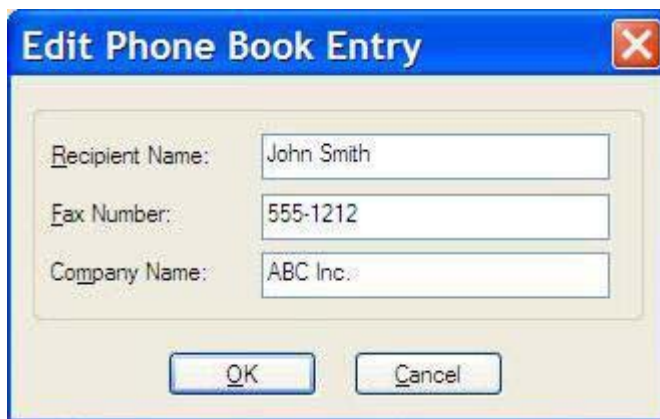 Edit Phone Book Entry
Recipient Name: John Smith
Fax Number: 555-1212
Company Name: ABC Inc.
OK Cancel